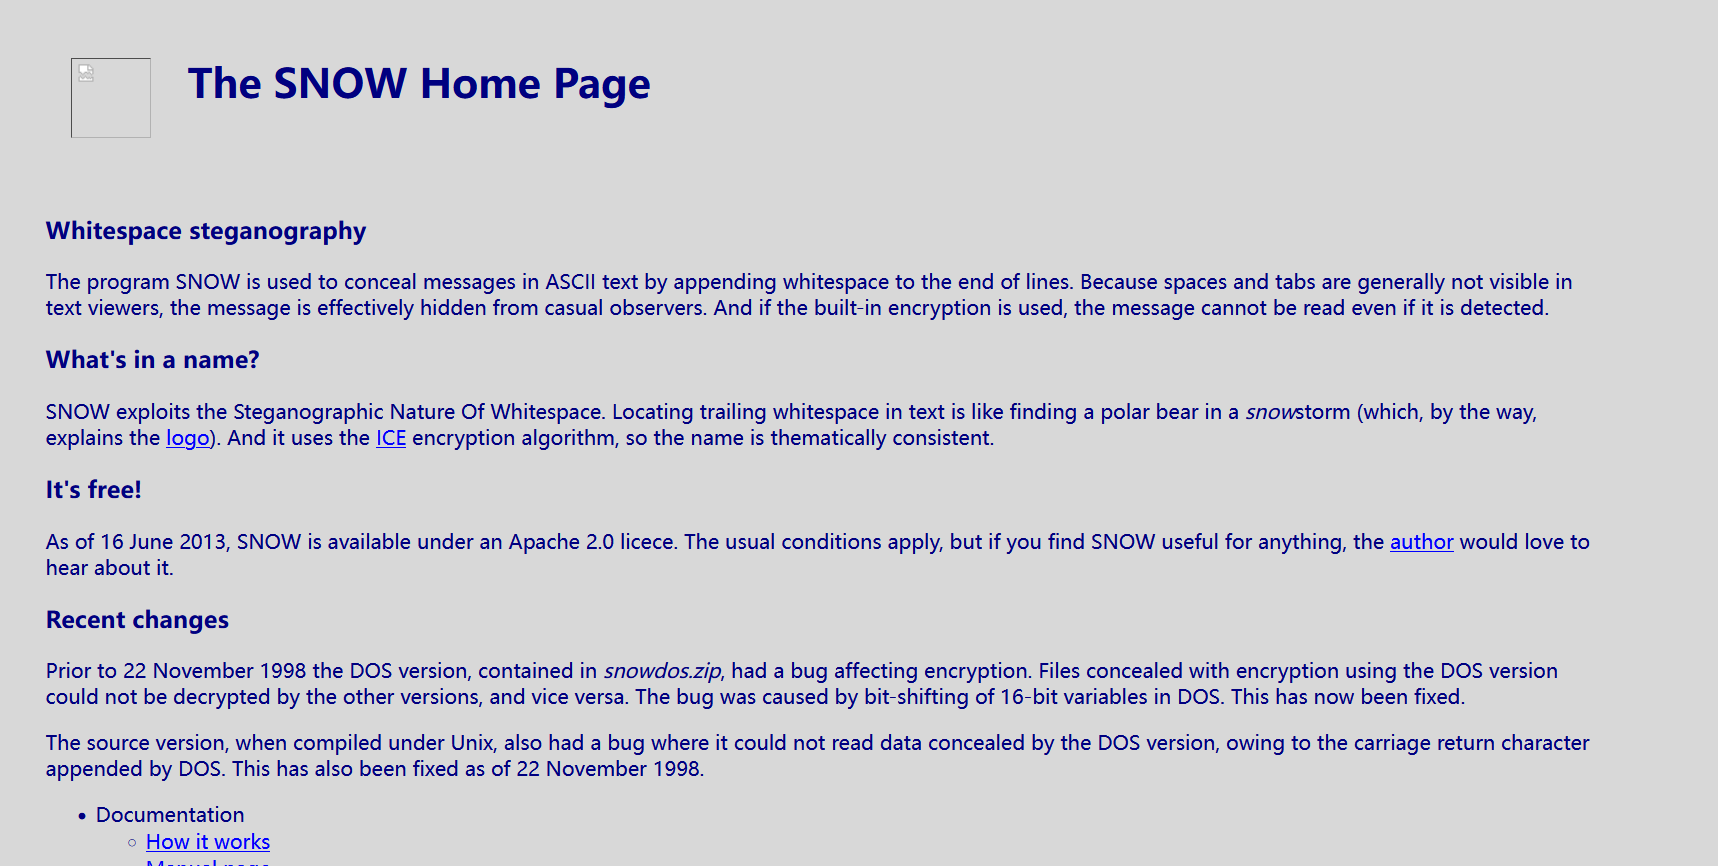 The SNOW Home Page
Whitespace steganography
The program SNOW is used to conceal messages in ASCII text by appending whitespace to the end of lines. Because spaces and tabs are generally not visible in
text viewers, the message is effectively hidden from casual observers. And if the built-in encryption is used, the message cannot be read even if it is detected.
What's in a name?
SNOW exploits the Steganographic Nature Of Whitespace. Locating trailing whitespace in text is like finding a polar bear in a snowstorm (which, by the way,
explains the logo). And it uses the ICE encryption algorithm, so the name is thematically consistent.
It's free!
As of 16 June 2013, SNOW is available under an Apache 2.0 licece. The usual conditions apply, but if you find SNOW useful for anything, the author would love to
hear about it.
Recent changes
Prior to 22 November 1998 the DOS version, contained in snowdos.zip, had a bug affecting encryption. Files concealed with encryption using the DOS version
could not be decrypted by the other versions, and vice versa. The bug was caused by bit-shifting of 16-bit variables in DOS. This has now been fixed.
The source version, when compiled under Unix, also had a bug where it could not read data concealed by the DOS version, owing to the carriage return character
appended by DOS. This has also been fixed as of 22 November 1998.
• Documentation
◦ How it works
Manual page